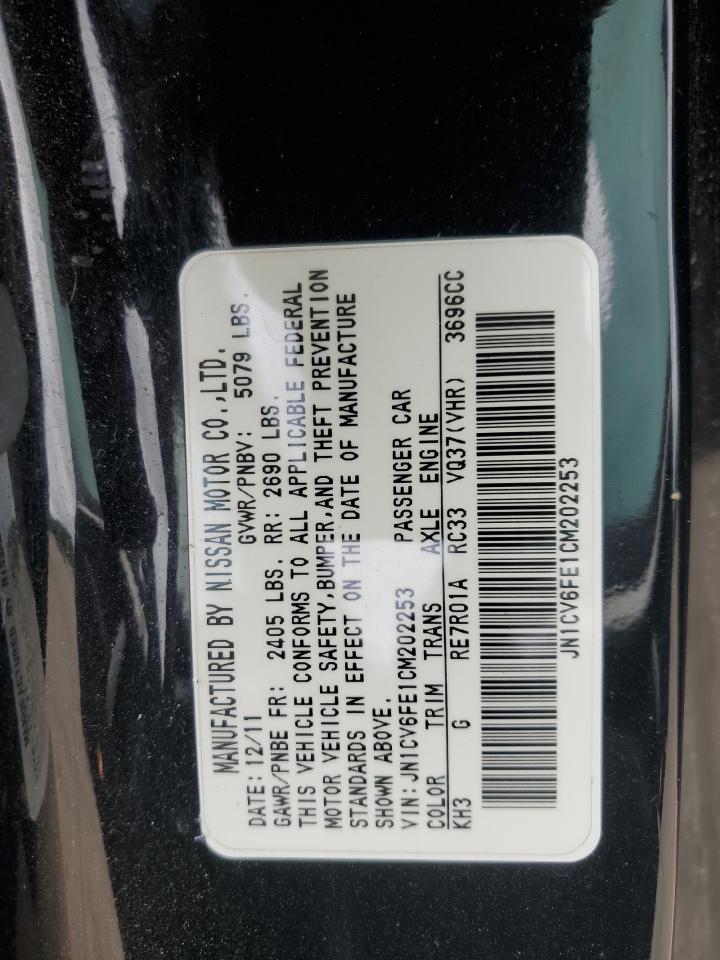 MANUFACTURED BY NISSAN MOTOR CO.,LTD.
DATE: 12/11 GVWR/PNBV: 5079 LBS.
GAWR/PNBE FR: 2405 LBS. RR: 2690 LBS.
THIS VEHICLE CONFORMS TO ALL APPLICABLE FEDERAL
MOTOR VEHICLE SAFETY,BUMPER,AND THEFT PREVENTION
STANDARDS IN EFFECT ON THE DATE OF MANUFACTURE
SHOWN ABOVE.
VIN:JN1CV6FE1CM202253 PASSENGER CAR
COLOR TRIM TRANS AXLE ENGINE
KH3 G RE7R01A RC33 VQ37(VHR) 3696CC
JN1CV6FE1CM202253